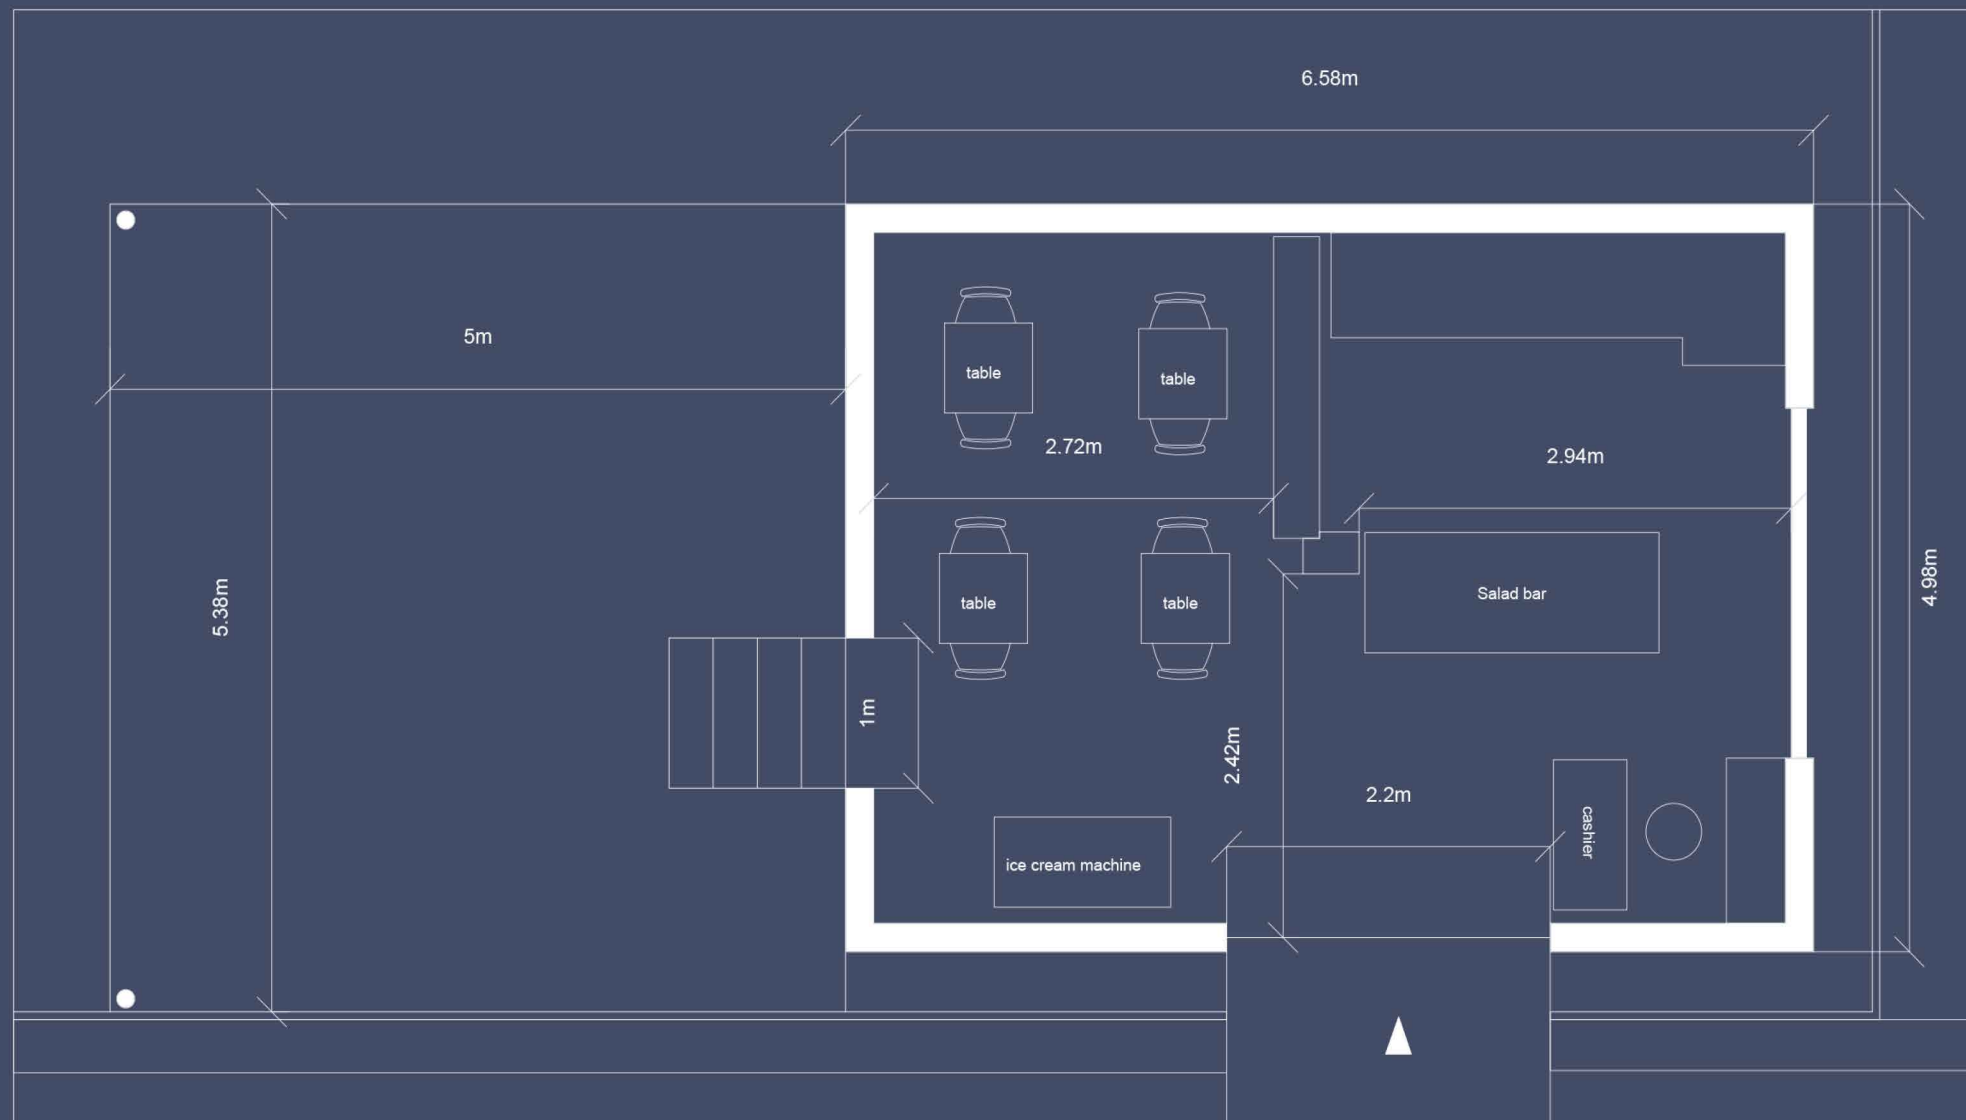 6.58m
5m
table
table
2.72m
2.94m
4.98m
5.38m
table
table
Salad bar
1m
2.42m
2.2m
cashier
ice cream machine